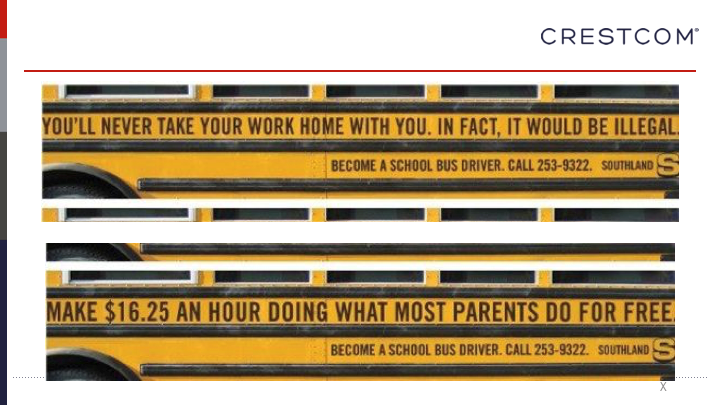 CRESTCOM®
YOU'LL NEVER TAKE YOUR WORK HOME WITH YOU. IN FACT, IT WOULD BE ILLEGAL.
BECOME A SCHOOL BUS DRIVER. CALL 253-9322. SOUTHLAND S
MAKE $16.25 AN HOUR DOING WHAT MOST PARENTS DO FOR FREE.
BECOME A SCHOOL BUS DRIVER. CALL 253-9322. SOUTHLAND S
X